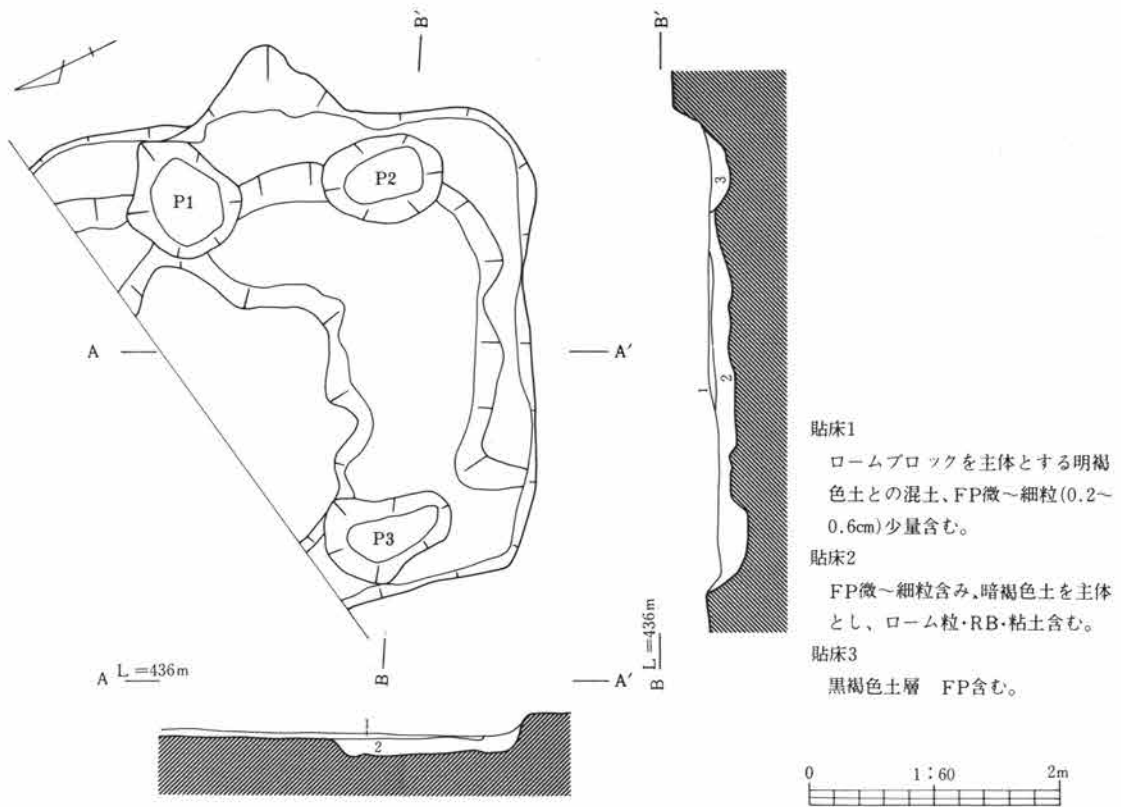 B'
B'
P1
P2
3
A
A'
1
2
貼床1
ロームブロックを主体とする明褐
色土との混土、FP微～細粒(0.2～
0.6cm)少量含む。
貼床2
FP微～細粒含み、暗褐色土を主体
とし、ローム粒・RB・粘土含む。
貼床3
黒褐色土層 FP含む。
P3
A L=436m
B
A'
B L=436m
1
2
0 1:60 2m